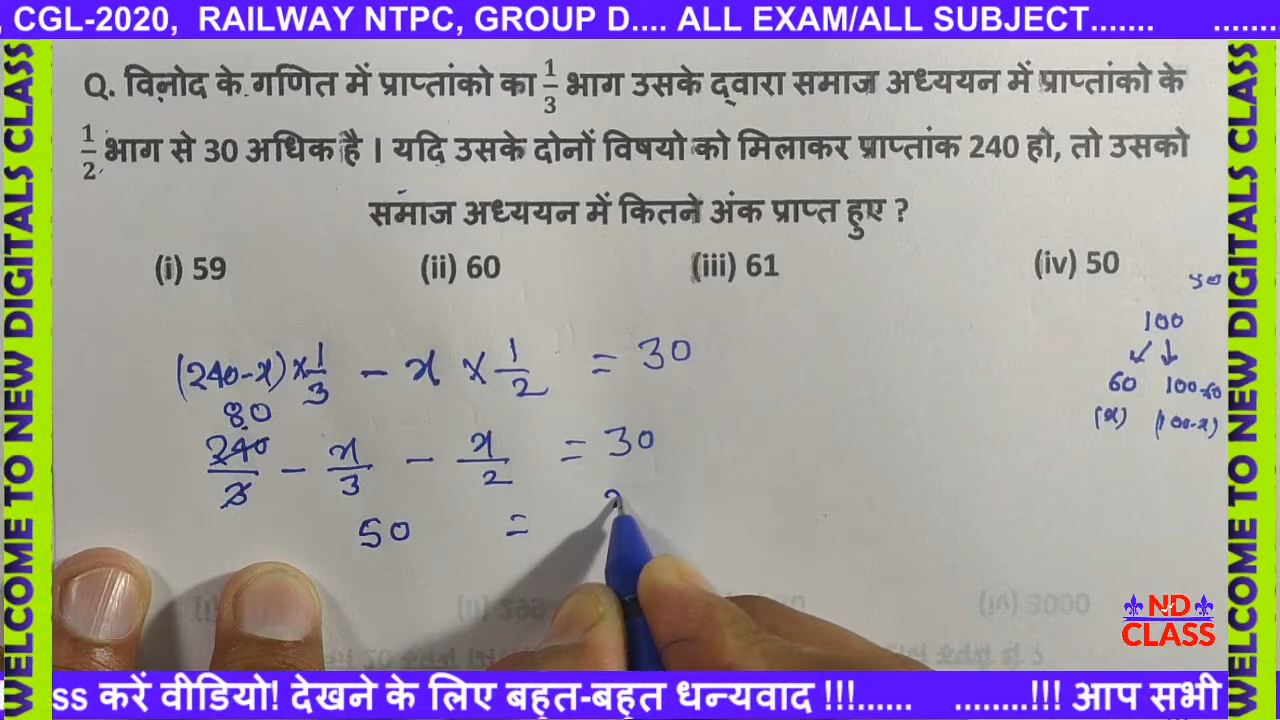 , CGL-2020, RAILWAY NTPC, GROUP D.... ALL EXAM/ALL SUBJECT....... .......
WELCOME TO NEW DIGITALS CLASS
Q. विनोद के गणित में प्राप्तांको का 1/3 भाग उसके द्वारा समाज अध्ययन में प्राप्तांको के
1/2 भाग से 30 अधिक है । यदि उसके दोनों विषयो को मिलाकर प्राप्तांक 240 हो, तो उसको
समाज अध्ययन में कितने अंक प्राप्त हुए ?
(i) 59 (ii) 60 (iii) 61 (iv) 50
100
60 100-60
(x) (100-x)
(240-x) × 1/3 - x × 1/2 = 30
80
240/3 - x/3 - x/2 = 30
50 =
ND
CLASS
WELCOME TO NEW DIGITALS CLASS
ss करें वीडियो! देखने के लिए बहुत-बहुत धन्यवाद !!!...... ........!!! आप सभी